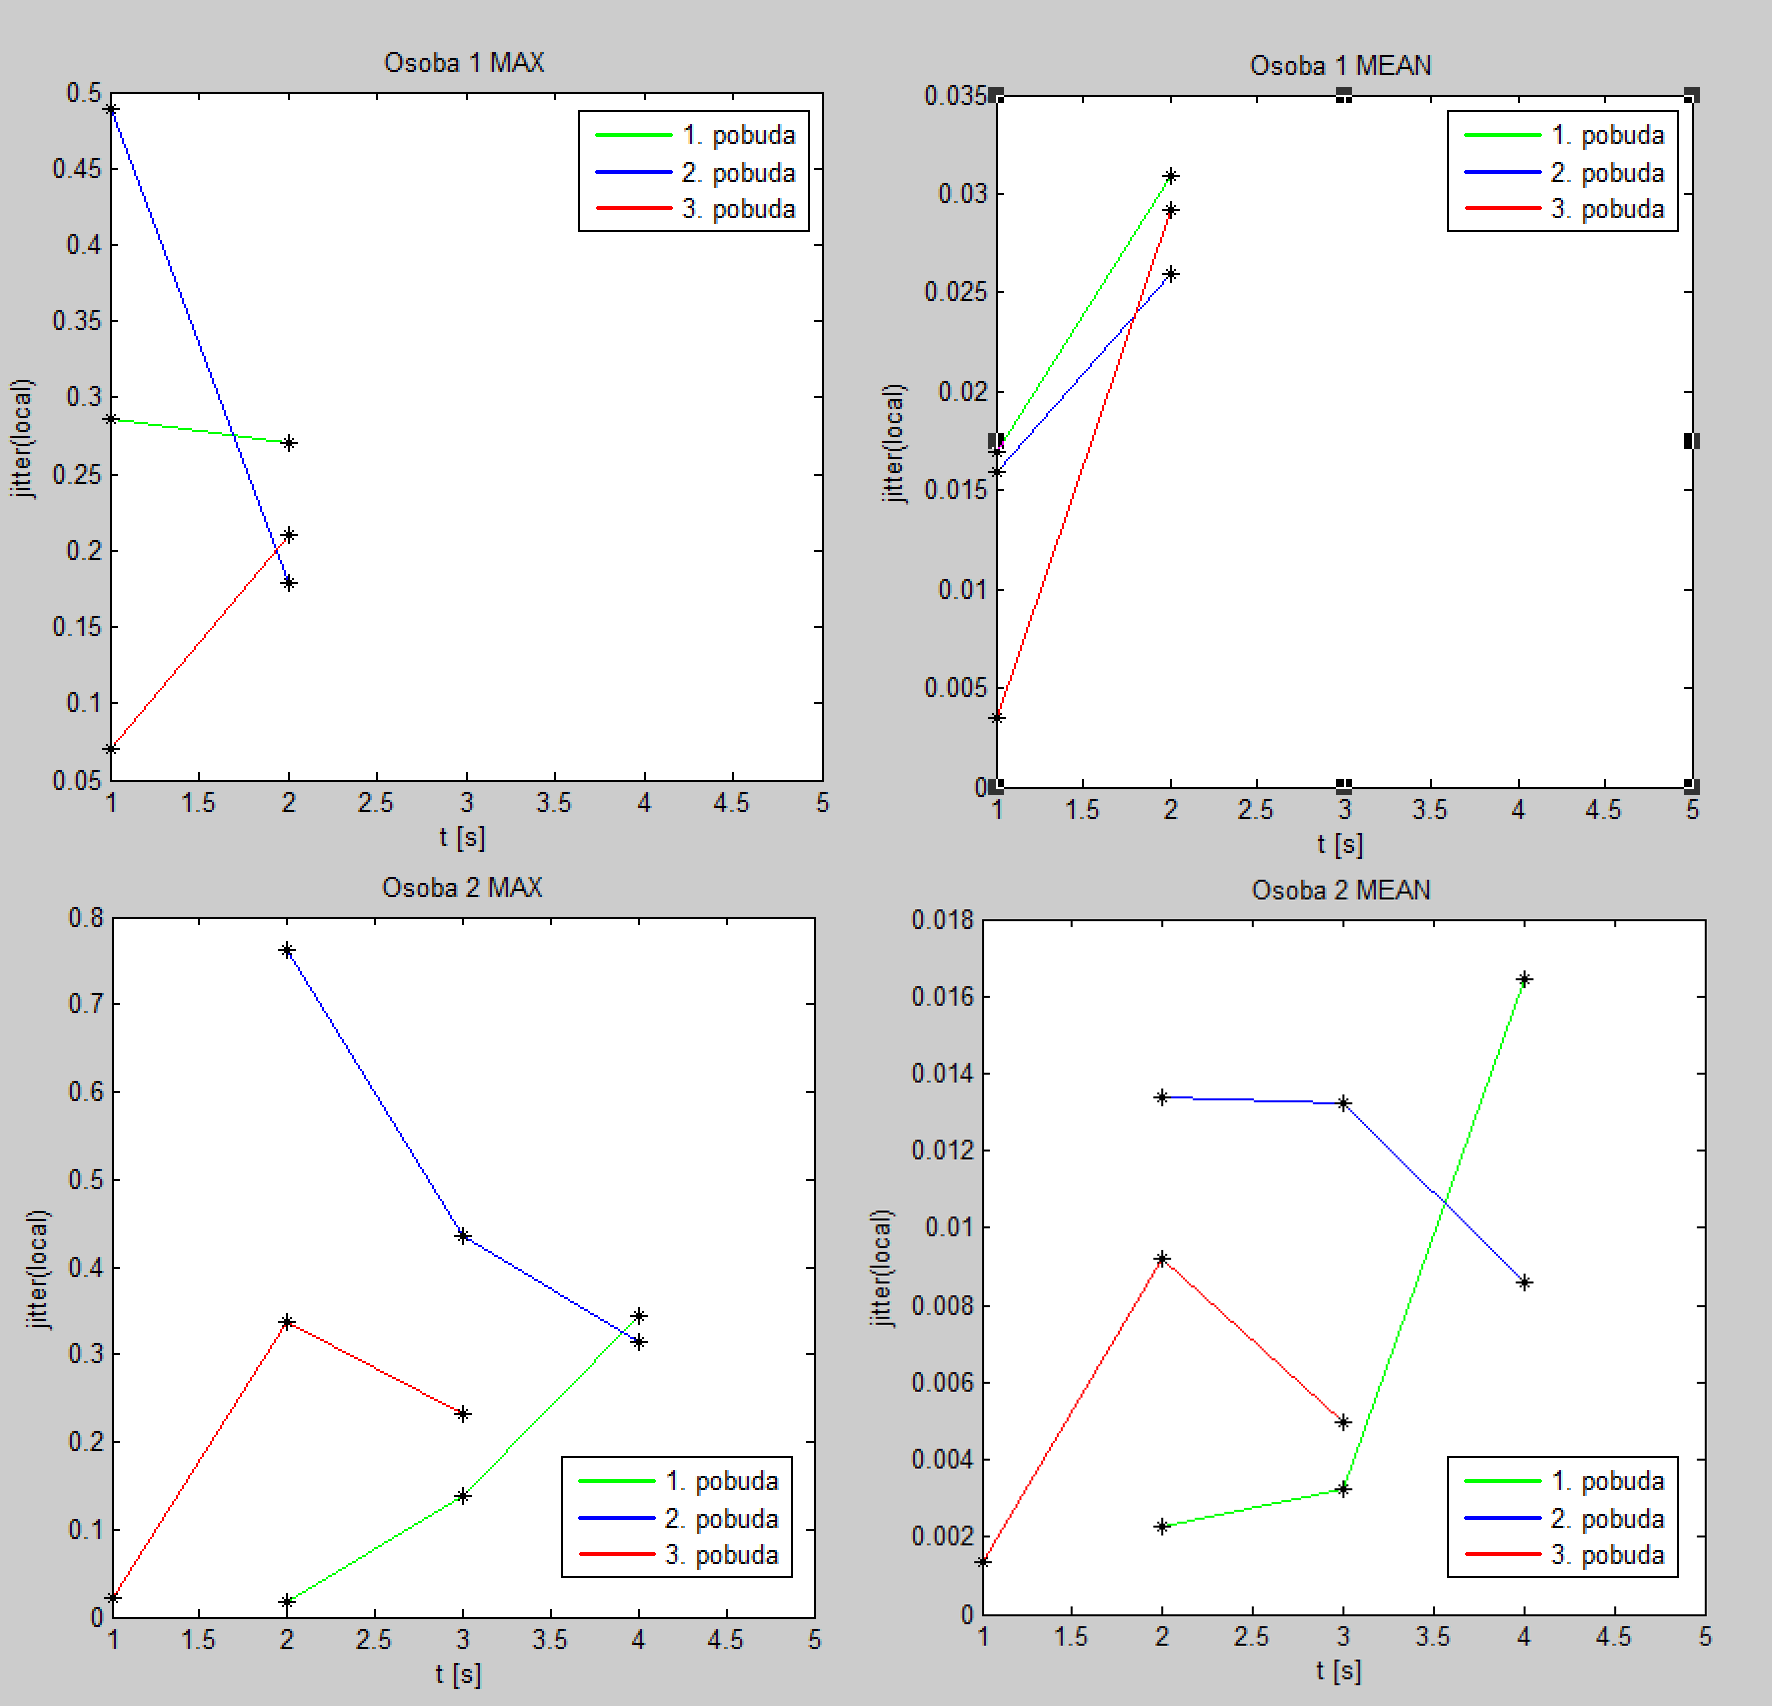 Osoba 1 MAX
0.5
0.45
0.4
0.35
0.3
0.25
0.2
0.15
0.1
0.05
jitter(local)
1 1.5 2 2.5 3 3.5 4 4.5 5
t [s]
1. pobuda
2. pobuda
3. pobuda
Osoba 1 MEAN
0.035
0.03
0.025
0.02
0.015
0.01
0.005
0
jitter(local)
1 1.5 2 2.5 3 3.5 4 4.5 5
t [s]
1. pobuda
2. pobuda
3. pobuda
Osoba 2 MAX
0.8
0.7
0.6
0.5
0.4
0.3
0.2
0.1
0
jitter(local)
1 1.5 2 2.5 3 3.5 4 4.5 5
t [s]
1. pobuda
2. pobuda
3. pobuda
Osoba 2 MEAN
0.018
0.016
0.014
0.012
0.01
0.008
0.006
0.004
0.002
0
jitter(local)
1 1.5 2 2.5 3 3.5 4 4.5 5
t [s]
1. pobuda
2. pobuda
3. pobuda